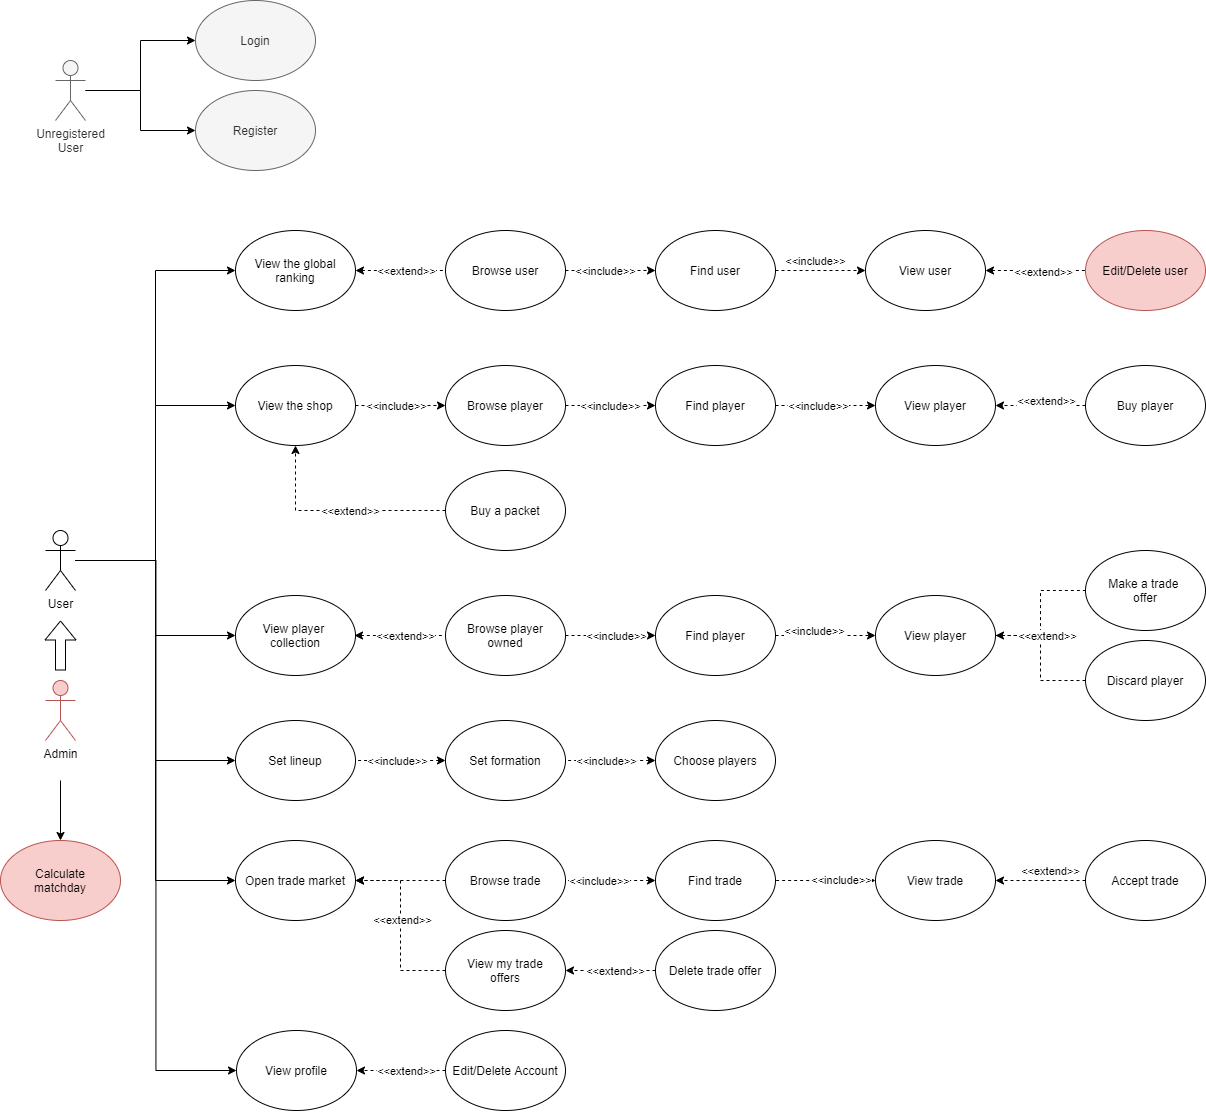 Login
Unregistered
User
Register
View the global
ranking
<<extend>>
Browse user
<<include>>
Find user
<<include>>
View user
<<extend>>
Edit/Delete user
View the shop
<<include>>
Browse player
<<include>>
Find player
<<include>>
View player
<<extend>>
Buy player
<<extend>>
Buy a packet
User
View player
collection
<<extend>>
Browse player
owned
<<include>>
Find player
<<include>>
View player
<<extend>>
Make a trade
offer
Discard player
Admin
Set lineup
<<include>>
Set formation
<<include>>
Choose players
Calculate
matchday
Open trade market
Browse trade
<<include>>
Find trade
<<include>>
View trade
<<extend>>
Accept trade
<<extend>>
View my trade
offers
<<extend>>
Delete trade offer
View profile
<<extend>>
Edit/Delete Account